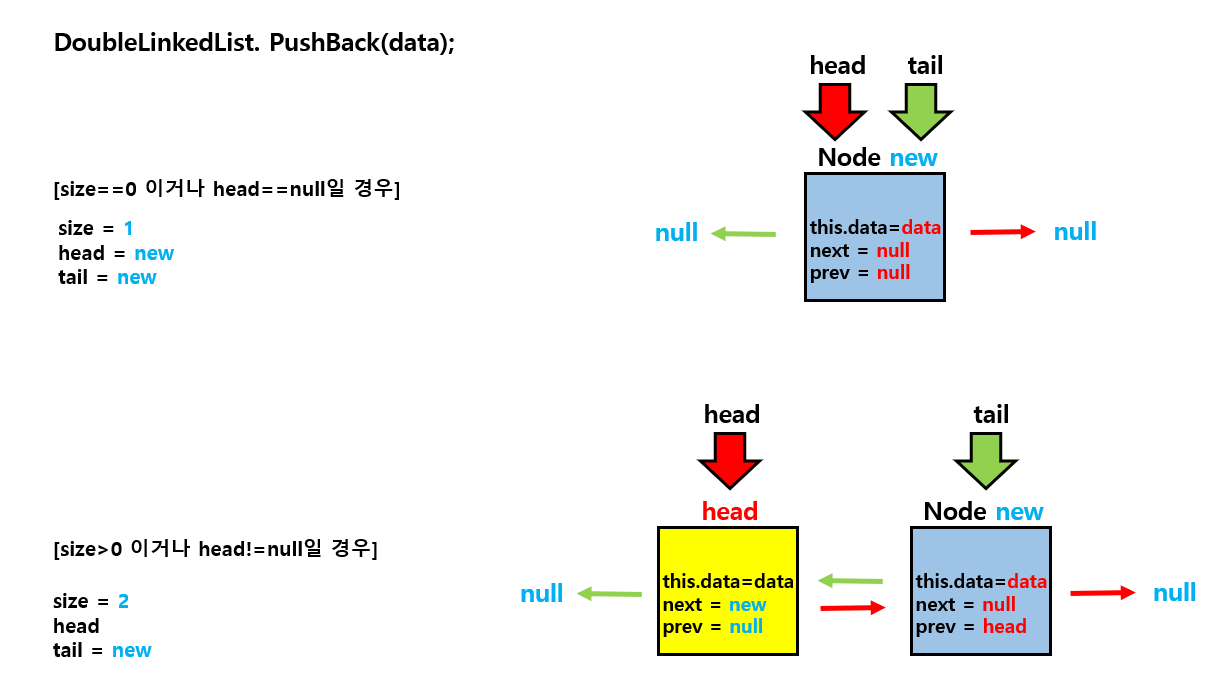 DoubleLinkedList. PushBack(data);
head tail
Node new
[size==0 이거나 head==null일 경우]
size = 1
head = new
tail = new
null
this.data=data
next = null
prev = null
null
head tail
head
Node new
[size>0 이거나 head!=null일 경우]
size = 2
head
tail = new
null
this.data=data
next = new
prev = null
this.data=data
next = null
prev = head
null